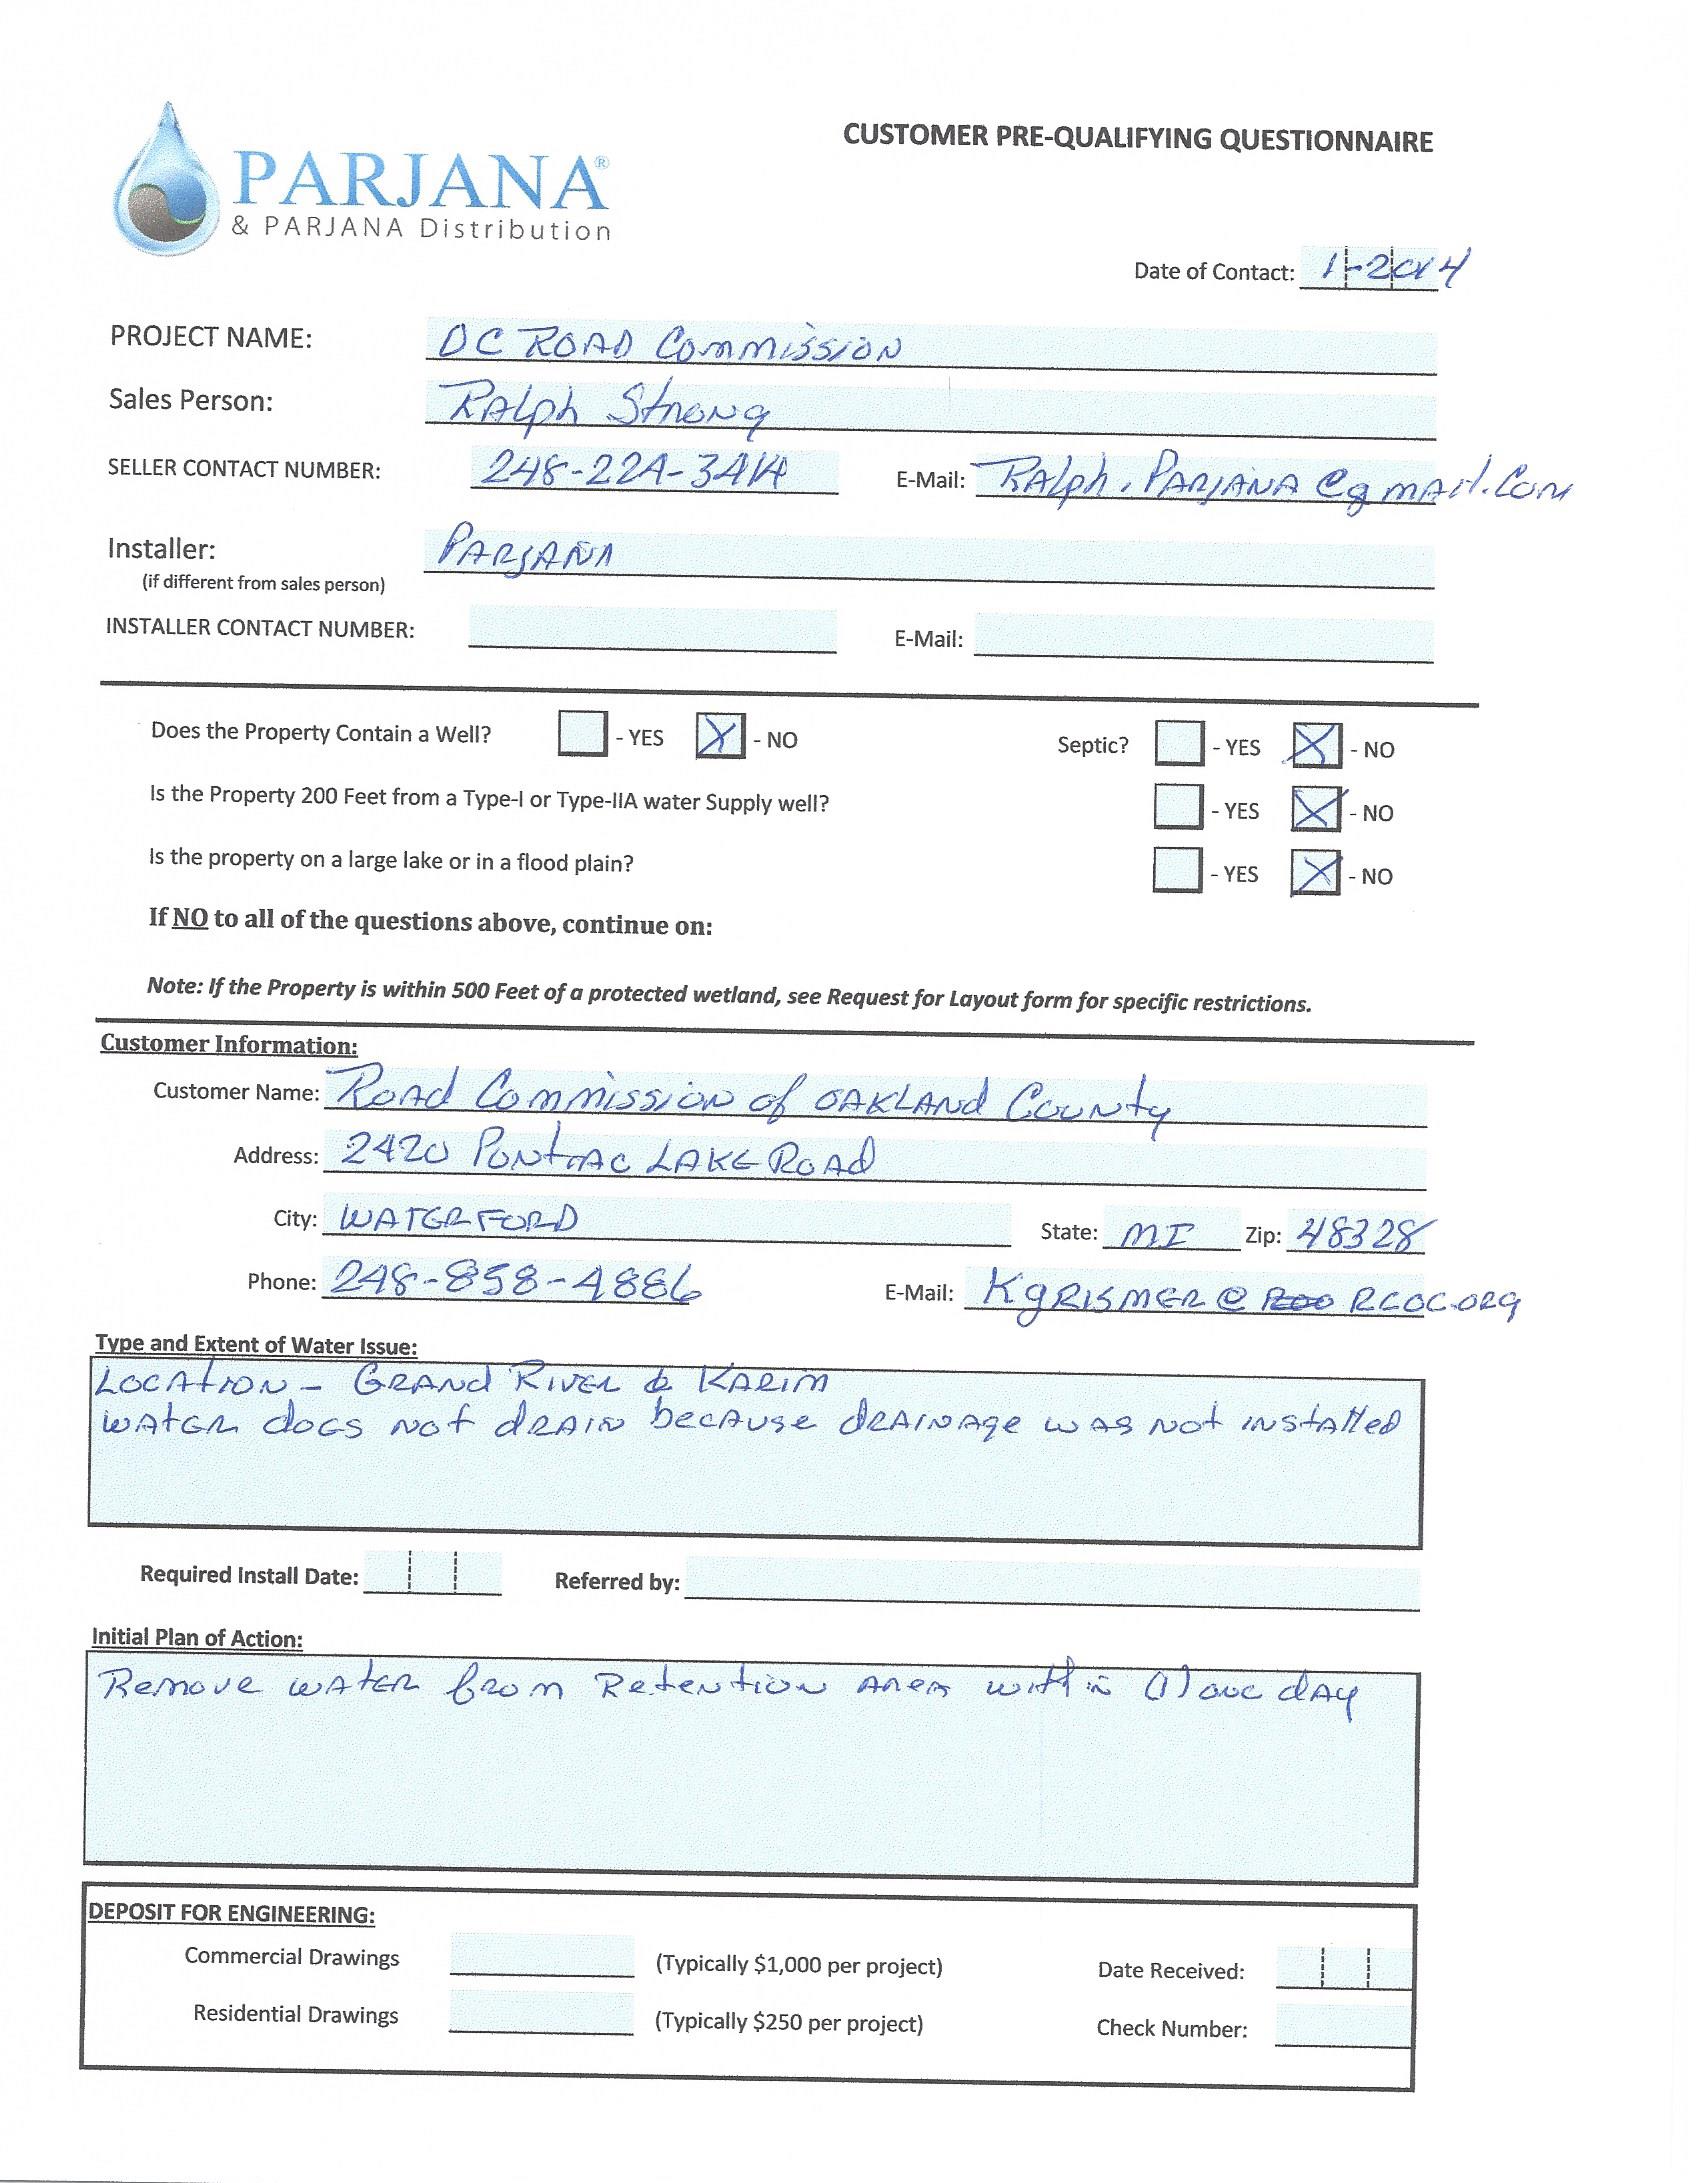 PARJANA®
& PARJANA Distribution
CUSTOMER PRE-QUALIFYING QUESTIONNAIRE
Date of Contact: 1-2014
PROJECT NAME: OC ROAD Commission
Sales Person: RALph Strong
SELLER CONTACT NUMBER: 248-224-3414 E-Mail: RALph.PARJANA@gmail.com
Installer: PARJANA
(if different from sales person)
INSTALLER CONTACT NUMBER: E-Mail:
Does the Property Contain a Well? - YES X - NO Septic? - YES X - NO
Is the Property 200 Feet from a Type-I or Type-IIA water Supply well? - YES X - NO
Is the property on a large lake or in a flood plain? - YES X - NO
If NO to all of the questions above, continue on:
Note: If the Property is within 500 Feet of a protected wetland, see Request for Layout form for specific restrictions.
Customer Information:
Customer Name: Road Commission of OAKLAND County
Address: 2420 Pontiac LAKE ROAD
City: WATERFORD State: MI Zip: 48328
Phone: 248-858-4886 E-Mail: KgRISMER@RCOC.ORg
Type and Extent of Water Issue:
LOCAtION - GRAND RIVER & KARIM
WAtER doEs not dRAIN because dRAINAge was not installed
Required Install Date: Referred by:
Initial Plan of Action:
Remove wAtER from Retention AREA within (1) one dAy
DEPOSIT FOR ENGINEERING:
Commercial Drawings (Typically $1,000 per project) Date Received:
Residential Drawings (Typically $250 per project) Check Number: